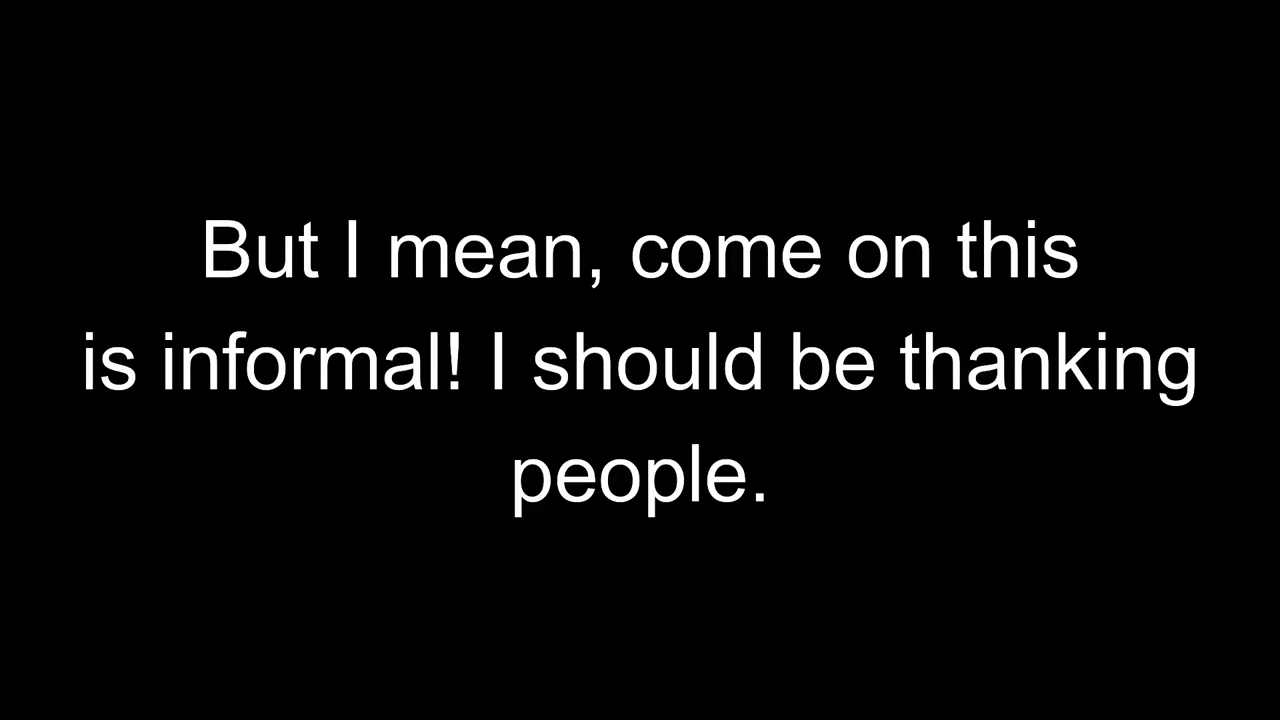 But I mean, come on this
is informal! I should be thanking
people.